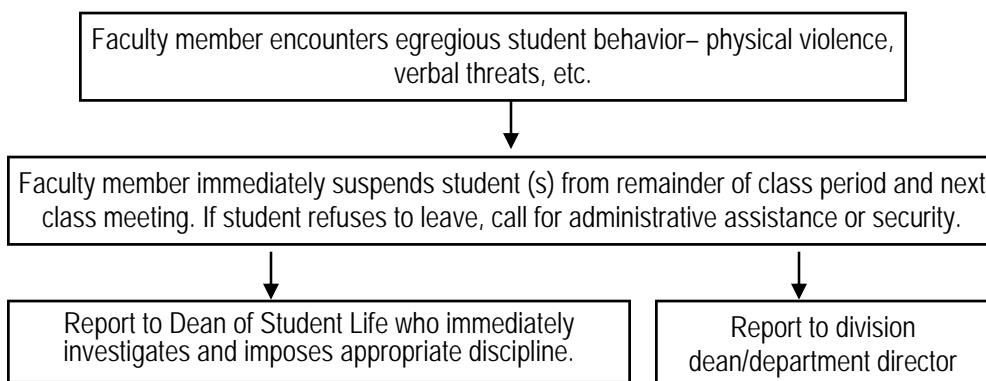 Faculty member encounters egregious student behavior– physical violence,
verbal threats, etc.
Faculty member immediately suspends student (s) from remainder of class period and next
class meeting. If student refuses to leave, call for administrative assistance or security.
Report to Dean of Student Life who immediately
investigates and imposes appropriate discipline.
Report to division
dean/department director